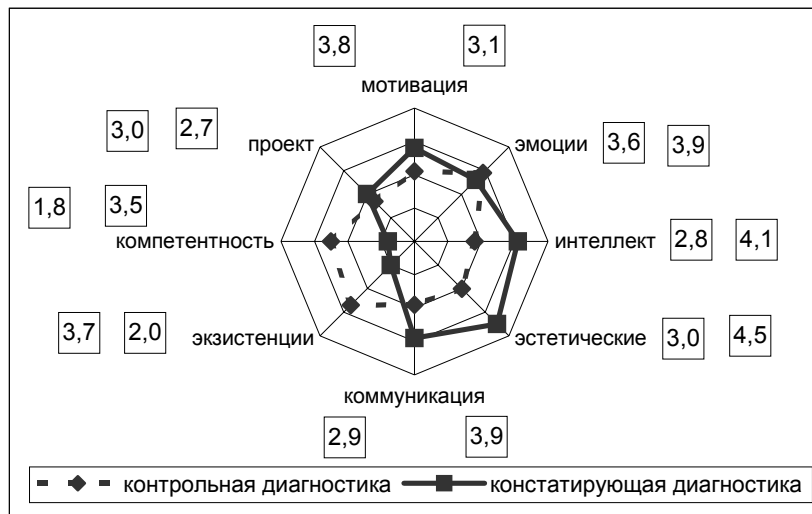 3,8 3,1
мотивация
3,0 2,7 проект эмоции 3,6 3,9
1,8 3,5
компетентность интеллект 2,8 4,1
3,7 2,0 экзистенции эстетические 3,0 4,5
коммуникация
2,9 3,9
контрольная диагностика констатирующая диагностика